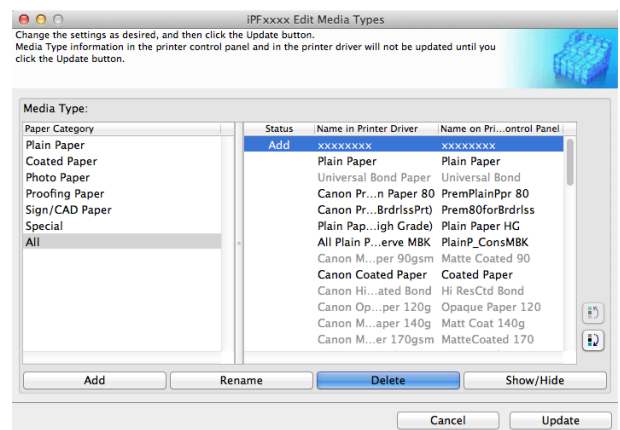 iPFxxxx Edit Media Types
Change the settings as desired, and then click the Update button.
Media Type information in the printer control panel and in the printer driver will not be updated until you
click the Update button.
Media Type:
Paper Category
Plain Paper
Coated Paper
Photo Paper
Proofing Paper
Sign/CAD Paper
Special
All
Status Name in Printer Driver Name on Pri...ontrol Panel
Add xxxxxxxx xxxxxxxx
Plain Paper Plain Paper
Universal Bond Paper Universal Bond
Canon Pr...n Paper 80 PremPlainPpr 80
Canon Pr...BrdrlssPrt) Prem80forBrdrlss
Plain Pap...igh Grade) Plain Paper HG
All Plain P...erve MBK PlainP_ConsMBK
Canon M...per 90gsm Matte Coated 90
Canon Coated Paper Coated Paper
Canon Hi...ated Bond Hi ResCtd Bond
Canon Op...per 120g Opaque Paper 120
Canon M...aper 140g Matt Coat 140g
Canon M...er 170gsm MatteCoated 170
Add Rename Delete Show/Hide
Cancel Update